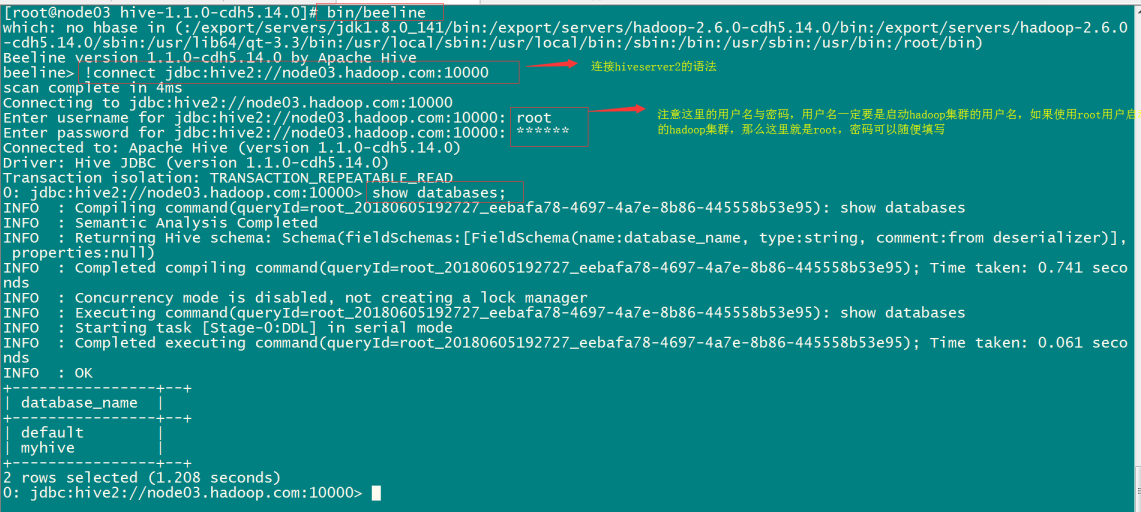 [root@node03 hive-1.1.0-cdh5.14.0]# bin/beeline
which: no hbase in (:/export/servers/jdk1.8.0_141/bin:/export/servers/hadoop-2.6.0-cdh5.14.0/bin:/export/servers/hadoop-2.6.0
-cdh5.14.0/sbin:/usr/lib64/qt-3.3/bin:/usr/local/sbin:/usr/local/bin:/sbin:/bin:/usr/sbin:/usr/bin:/root/bin)
Beeline version 1.1.0-cdh5.14.0 by Apache Hive
beeline> !connect jdbc:hive2://node03.hadoop.com:10000
连接hiveserver2的语法
scan complete in 4ms
Connecting to jdbc:hive2://node03.hadoop.com:10000
Enter username for jdbc:hive2://node03.hadoop.com:10000: root
注意这里的用户名与密码，用户名一定要是启动hadoop集群的用户名，如果使用root用户启
Enter password for jdbc:hive2://node03.hadoop.com:10000: ******
的hadoop集群，那么这里就是root，密码可以随便填写
Connected to: Apache Hive (version 1.1.0-cdh5.14.0)
Driver: Hive JDBC (version 1.1.0-cdh5.14.0)
Transaction isolation: TRANSACTION_REPEATABLE_READ
0: jdbc:hive2://node03.hadoop.com:10000> show databases;
INFO  : Compiling command(queryId=root_20180605192727_eebafa78-4697-4a7e-8b86-445558b53e95): show databases
INFO  : Semantic Analysis Completed
INFO  : Returning Hive schema: Schema(fieldSchemas:[FieldSchema(name:database_name, type:string, comment:from deserializer)],
 properties:null)
INFO  : Completed compiling command(queryId=root_20180605192727_eebafa78-4697-4a7e-8b86-445558b53e95); Time taken: 0.741 seco
nds
INFO  : Concurrency mode is disabled, not creating a lock manager
INFO  : Executing command(queryId=root_20180605192727_eebafa78-4697-4a7e-8b86-445558b53e95): show databases
INFO  : Starting task [Stage-0:DDL] in serial mode
INFO  : Completed executing command(queryId=root_20180605192727_eebafa78-4697-4a7e-8b86-445558b53e95); Time taken: 0.061 seco
nds
INFO  : OK
+----------------+--+
| database_name  |
+----------------+--+
| default        |
| myhive         |
+----------------+--+
2 rows selected (1.208 seconds)
0: jdbc:hive2://node03.hadoop.com:10000>